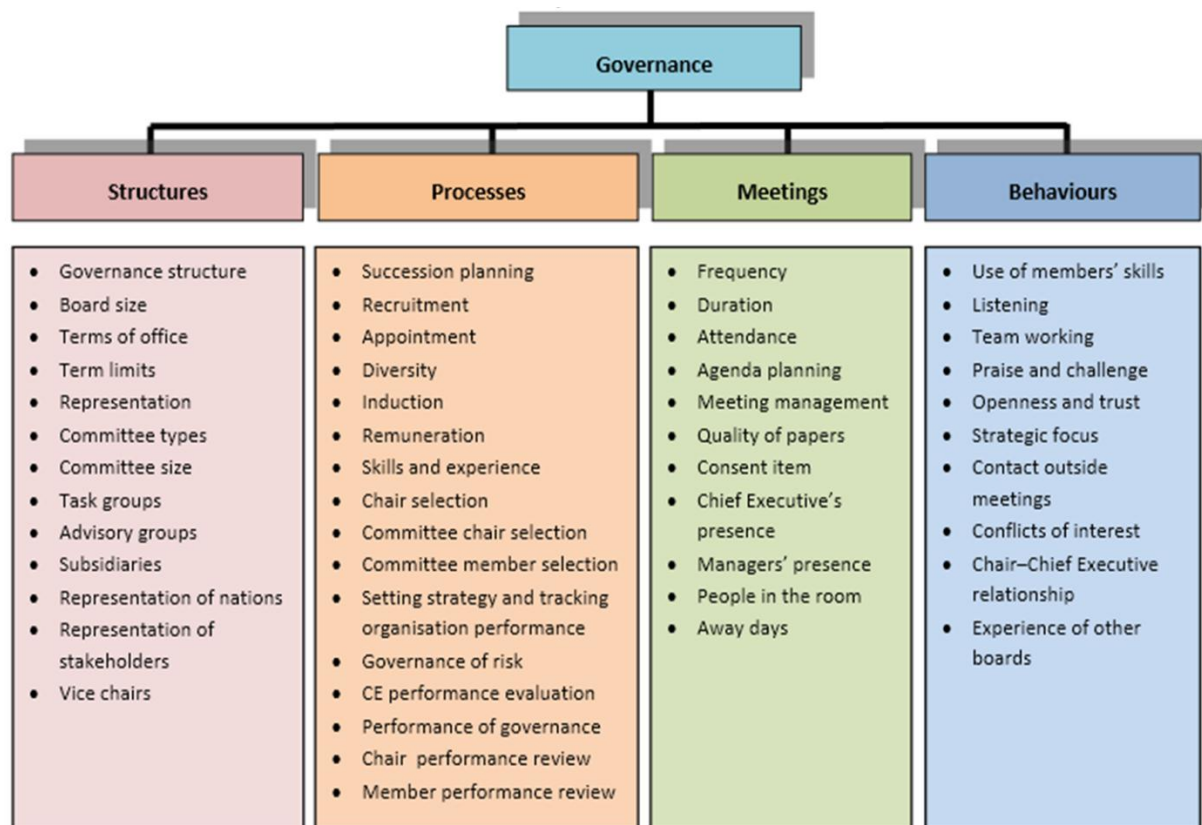 Governance
Structures
Processes
Meetings
Behaviours
• Governance structure
• Board size
• Terms of office
• Term limits
• Representation
• Committee types
• Committee size
• Task groups
• Advisory groups
• Subsidiaries
• Representation of nations
• Representation of
stakeholders
• Vice chairs
• Succession planning
• Recruitment
• Appointment
• Diversity
• Induction
• Remuneration
• Skills and experience
• Chair selection
• Committee chair selection
• Committee member selection
• Setting strategy and tracking
organisation performance
• Governance of risk
• CE performance evaluation
• Performance of governance
• Chair performance review
• Member performance review
• Frequency
• Duration
• Attendance
• Agenda planning
• Meeting management
• Quality of papers
• Consent item
• Chief Executive’s
presence
• Managers’ presence
• People in the room
• Away days
• Use of members’ skills
• Listening
• Team working
• Praise and challenge
• Openness and trust
• Strategic focus
• Contact outside
meetings
• Conflicts of interest
• Chair–Chief Executive
relationship
• Experience of other
boards